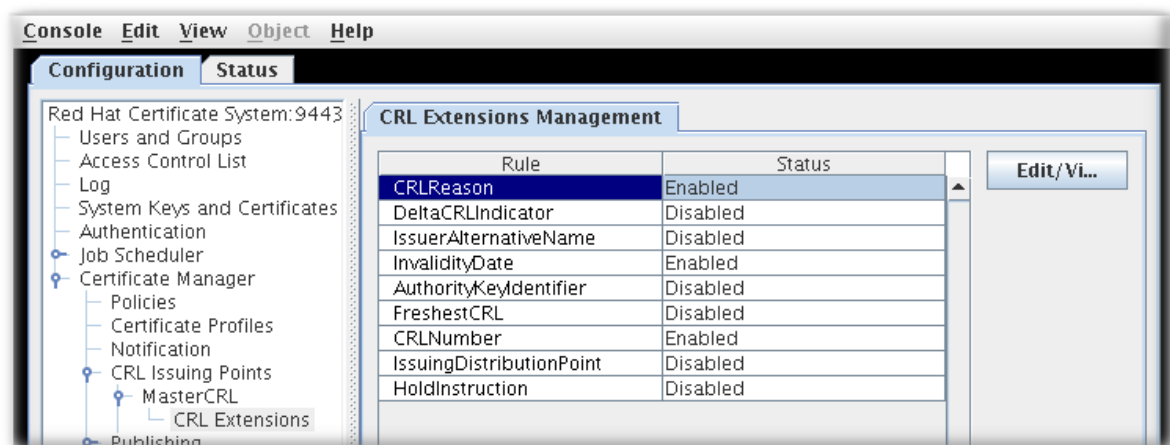 Console Edit View Object Help
Configuration Status
Red Hat Certificate System:9443
Users and Groups
Access Control List
Log
System Keys and Certificates
Authentication
Job Scheduler
Certificate Manager
Policies
Certificate Profiles
Notification
CRL Issuing Points
MasterCRL
CRL Extensions
Publishing
CRL Extensions Management
Rule Status
CRLReason Enabled
DeltaCRLIndicator Disabled
IssuerAlternativeName Disabled
InvalidityDate Enabled
AuthorityKeyIdentifier Disabled
FreshestCRL Disabled
CRLNumber Enabled
IssuingDistributionPoint Disabled
HoldInstruction Disabled
Edit/Vi...